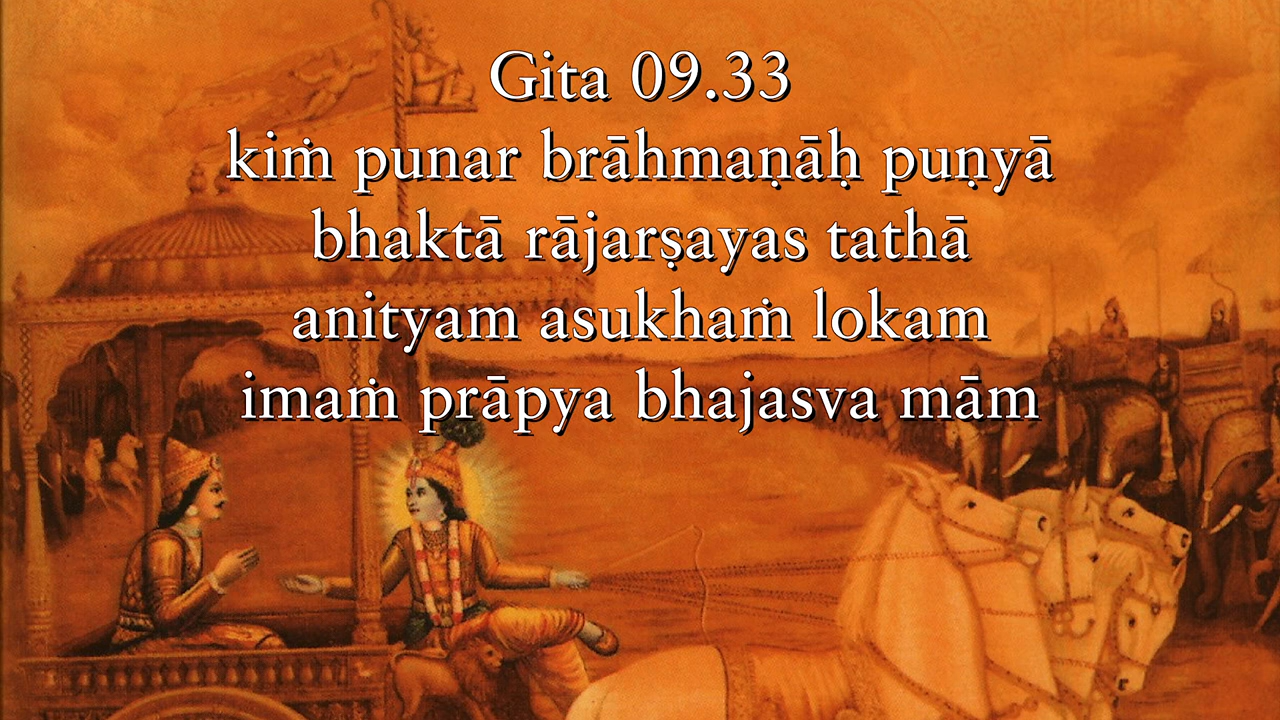 Gita 09.33
kiṁ punar brāhmaṇāḥ puṇyā
bhaktā rājarṣayas tathā
anityam asukhaṁ lokam
imaṁ prāpya bhajasva mām